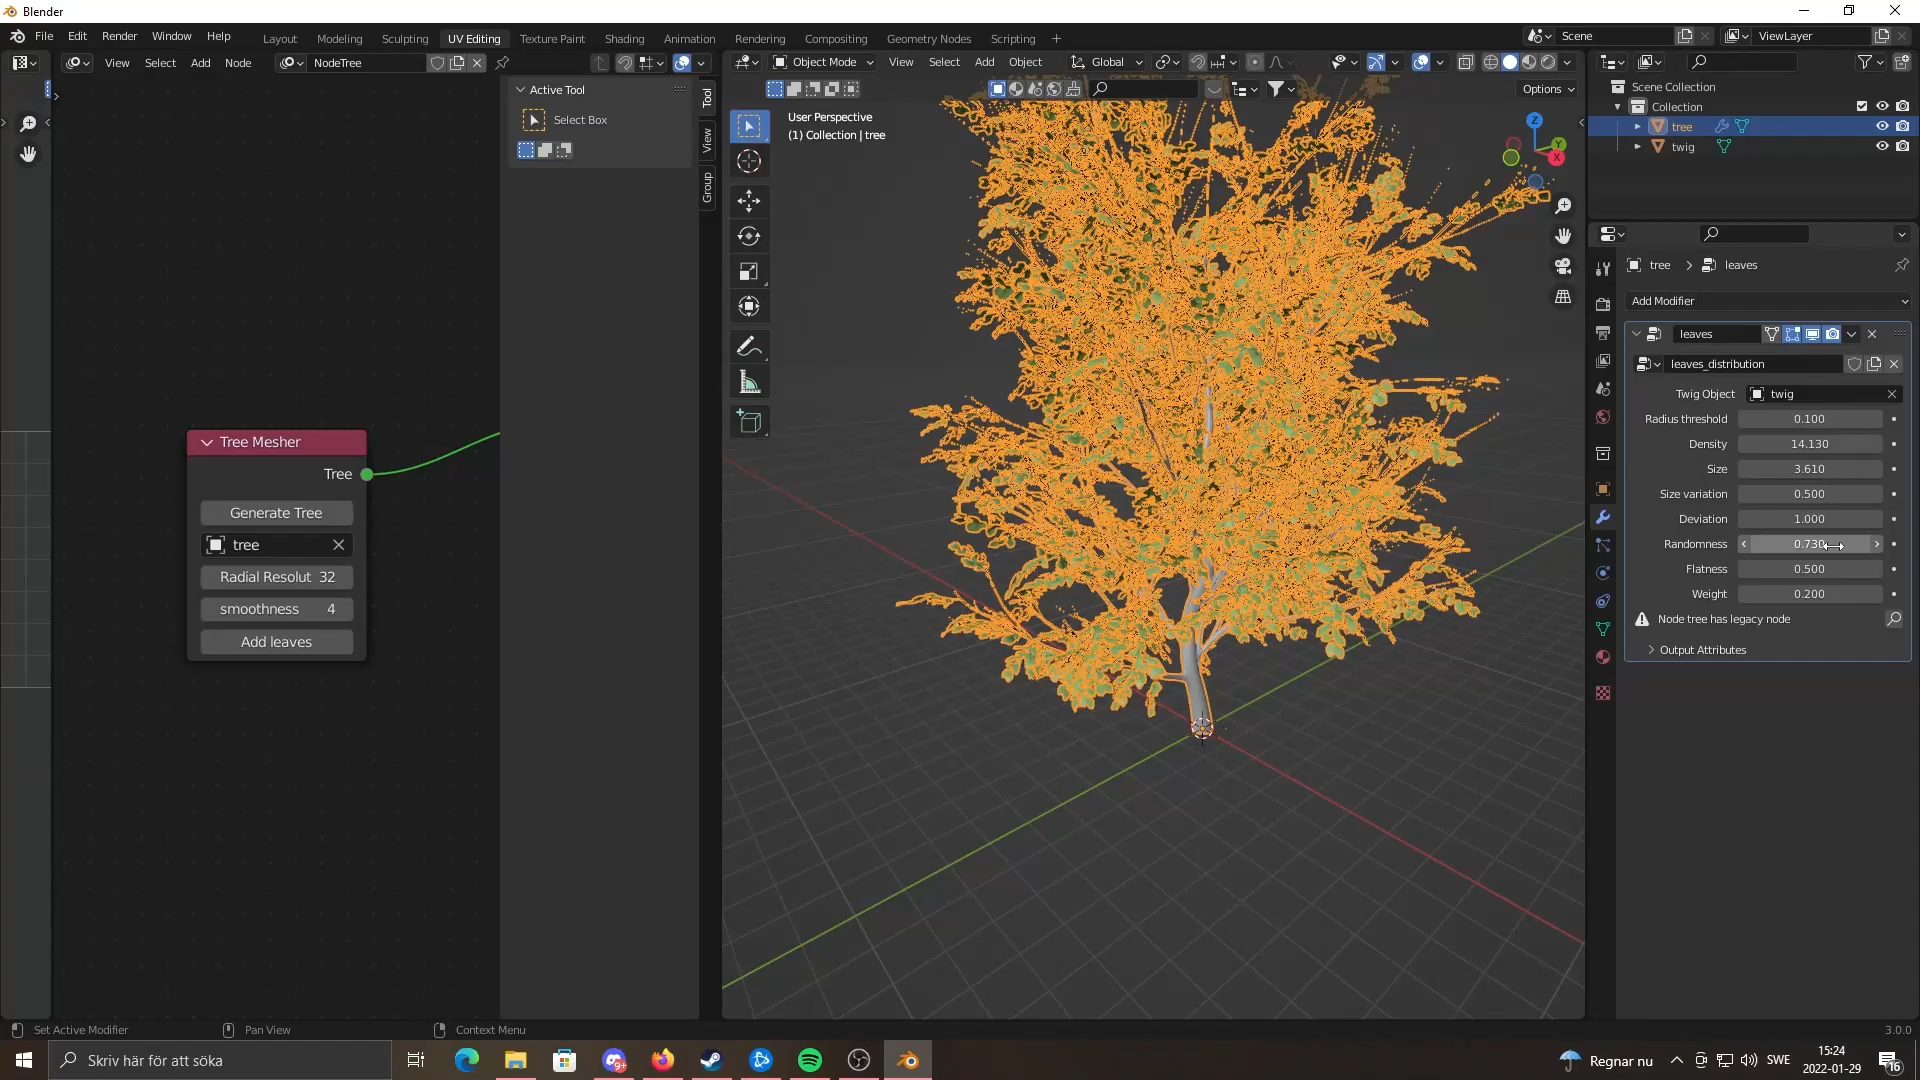 Blender
File Edit Render Window Help
Layout Modeling Sculpting UV Editing Texture Paint Shading Animation Rendering Compositing Geometry Nodes Scripting +
Scene
ViewLayer
View Select Add Node
NodeTree
Object Mode
View Select Add Object
Global
Options
Active Tool
Select Box
Tool
View
Group
Tree Mesher
Tree
Generate Tree
tree
Radial Resolut 32
smoothness 4
Add leaves
User Perspective
(1) Collection | tree
Z
Y
X
Scene Collection
Collection
tree
twig
tree > leaves
Add Modifier
leaves
leaves_distribution
Twig Object twig
Radius threshold 0.100
Density 14.130
Size 3.610
Size variation 0.500
Deviation 1.000
Randomness 0.730
Flatness 0.500
Weight 0.200
Node tree has legacy node
Output Attributes
Set Active Modifier
Pan View
Context Menu
3.0.0
Skriv här för att söka
9+
Regnar nu
SWE
15:24
2022-01-29
16